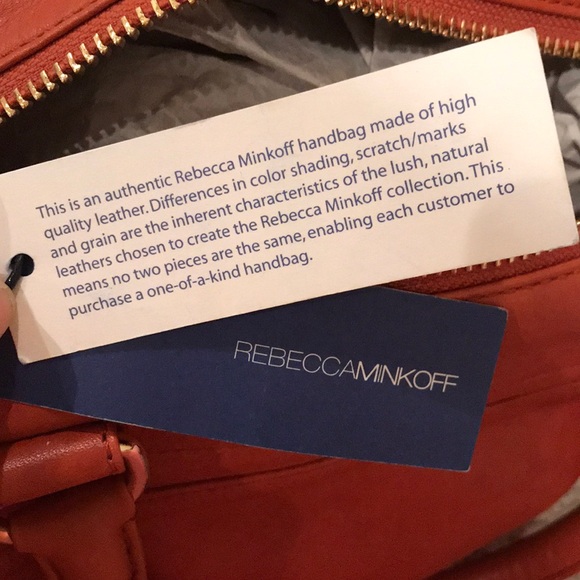 This is an authentic Rebecca Minkoff handbag made of high
quality leather. Differences in color shading, scratch/marks
and grain are the inherent characteristics of the lush, natural
leathers chosen to create the Rebecca Minkoff collection. This
means no two pieces are the same, enabling each customer to
purchase a one-of-a-kind handbag.
REBECCAMINKOFF